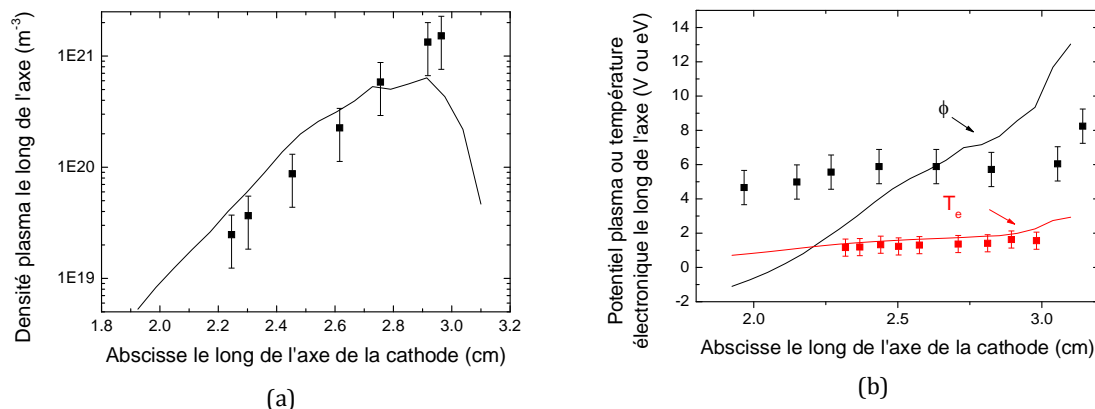 Densité plasma le long de l'axe (m⁻³)
1E21
1E20
1E19
1.8 2.0 2.2 2.4 2.6 2.8 3.0 3.2
Abscisse le long de l'axe de la cathode (cm)
(a)
Potentiel plasma ou température
électronique le long de l'axe (V ou eV)
14
12
10
8
6
4
2
0
-2
ϕ
Tₑ
2.0 2.5 3.0
Abscisse le long de l'axe de la cathode (cm)
(b)